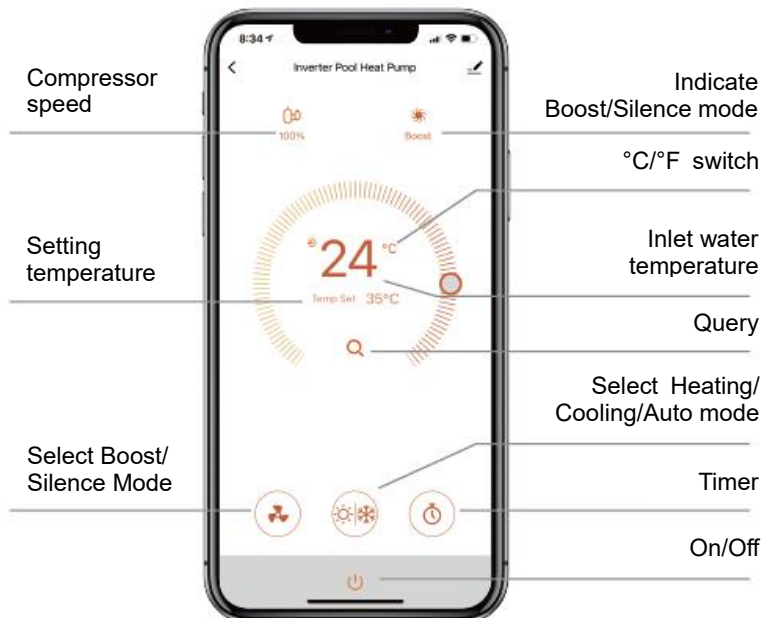 8:34
Inverter Pool Heat Pump
Compressor
speed
100%
Boost
Indicate
Boost/Silence mode
°C/°F switch
24 °C
Setting
temperature
Temp Set 35°C
Inlet water
temperature
Query
Select Heating/
Cooling/Auto mode
Select Boost/
Silence Mode
Timer
On/Off